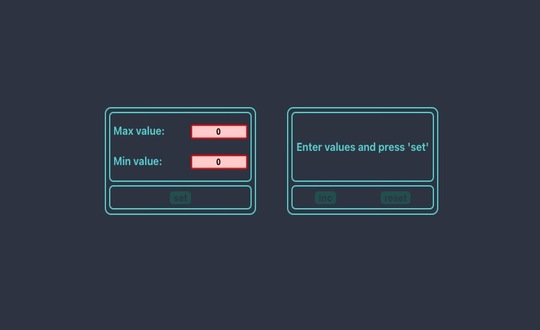 Max value:
0
Min value:
0
set
Enter values and press 'set'
inc
reset